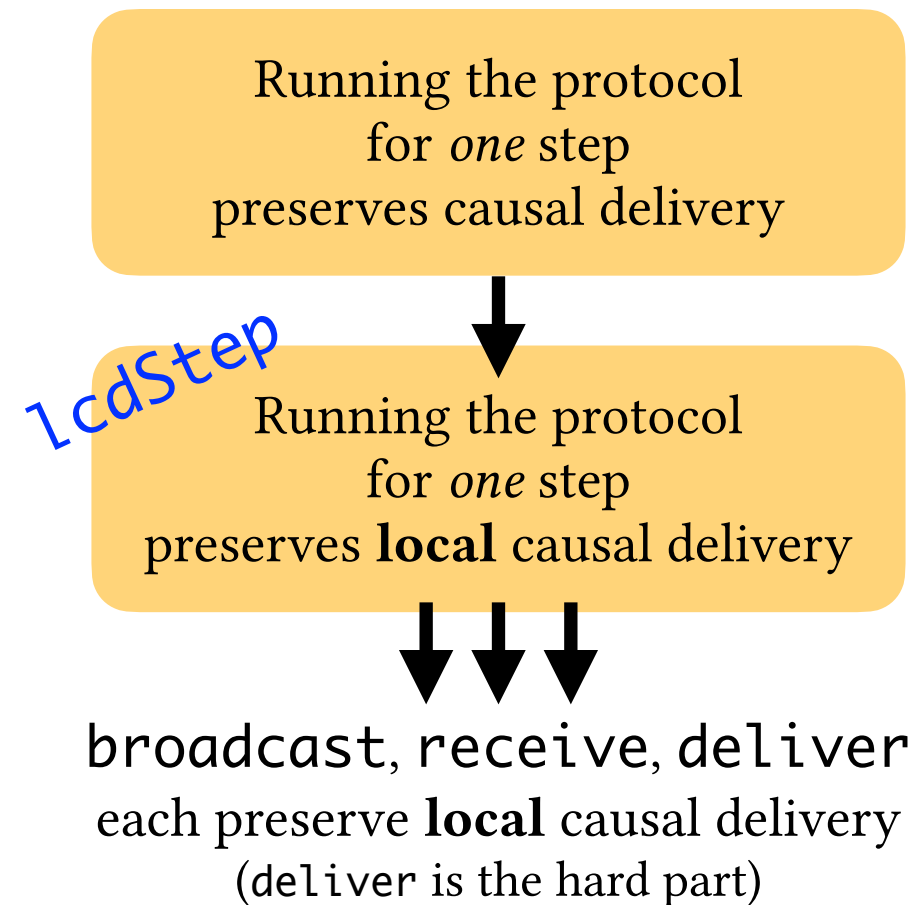 Running the protocol
for one step
preserves causal delivery
lcdStep
Running the protocol
for one step
preserves local causal delivery
broadcast, receive, deliver
each preserve local causal delivery
(deliver is the hard part)